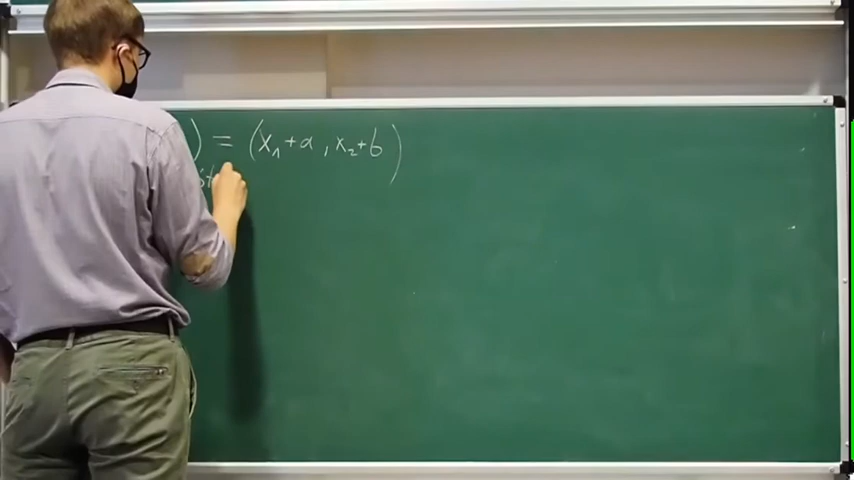 ) = (x₁+a, x₂+b)